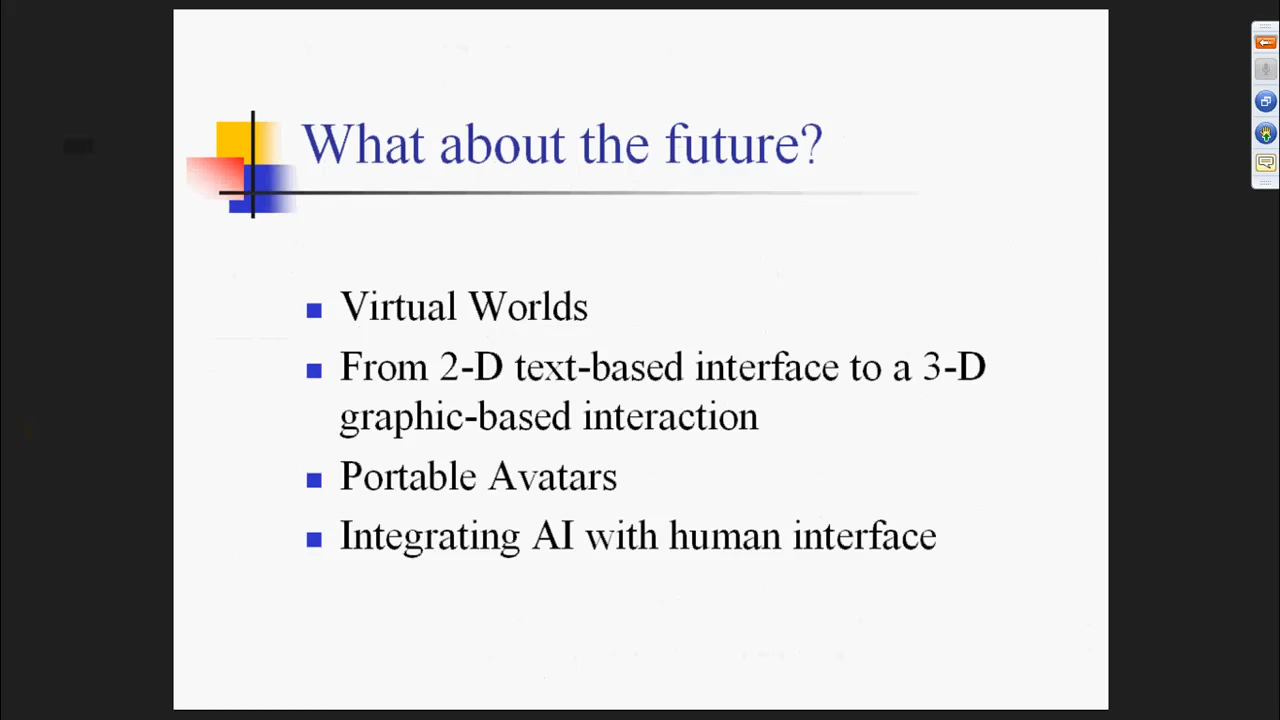 What about the future?
Virtual Worlds
From 2-D text-based interface to a 3-D
graphic-based interaction
Portable Avatars
Integrating AI with human interface